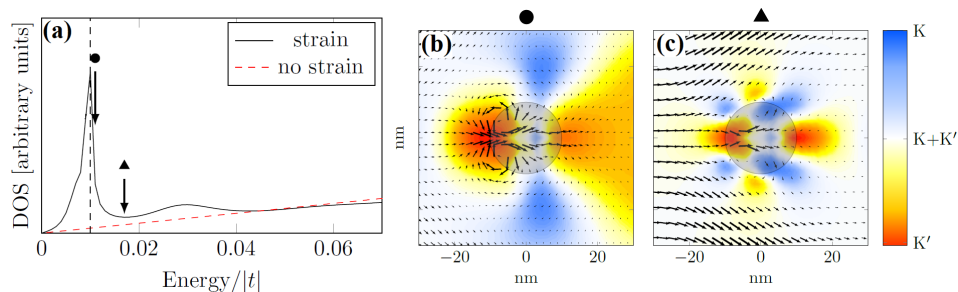 (a)
strain
no strain
DOS [arbitrary units]
0
0.02
0.04
0.06
Energy/|t|
(b)
nm
−20
0
20
nm
(c)
−20
0
20
nm
K
K+K′
K′